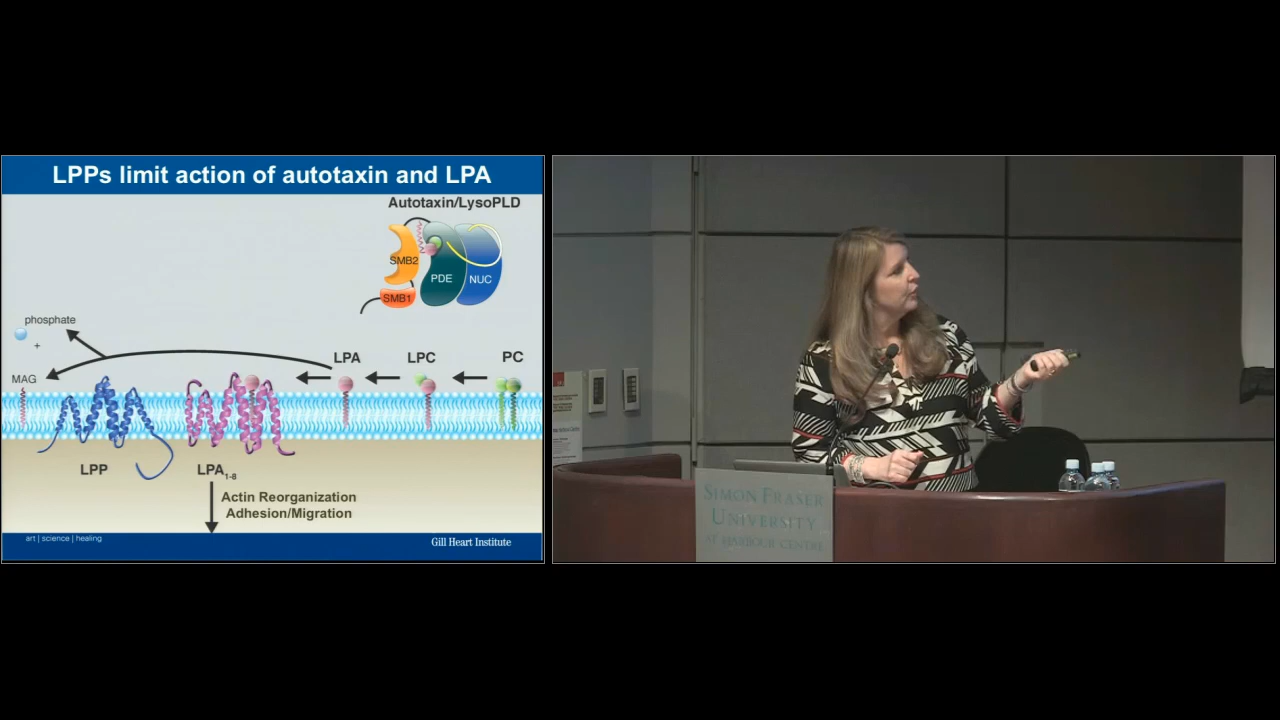 LPPs limit action of autotaxin and LPA
Autotaxin/LysoPLD
SMB2
PDE
NUC
SMB1
phosphate
+
MAG
LPA
LPC
PC
LPP
LPA1-8
Actin Reorganization
Adhesion/Migration
art | science | healing
Gill Heart Institute
SIMON FRASER
UNIVERSITY
AT HARBOUR CENTRE